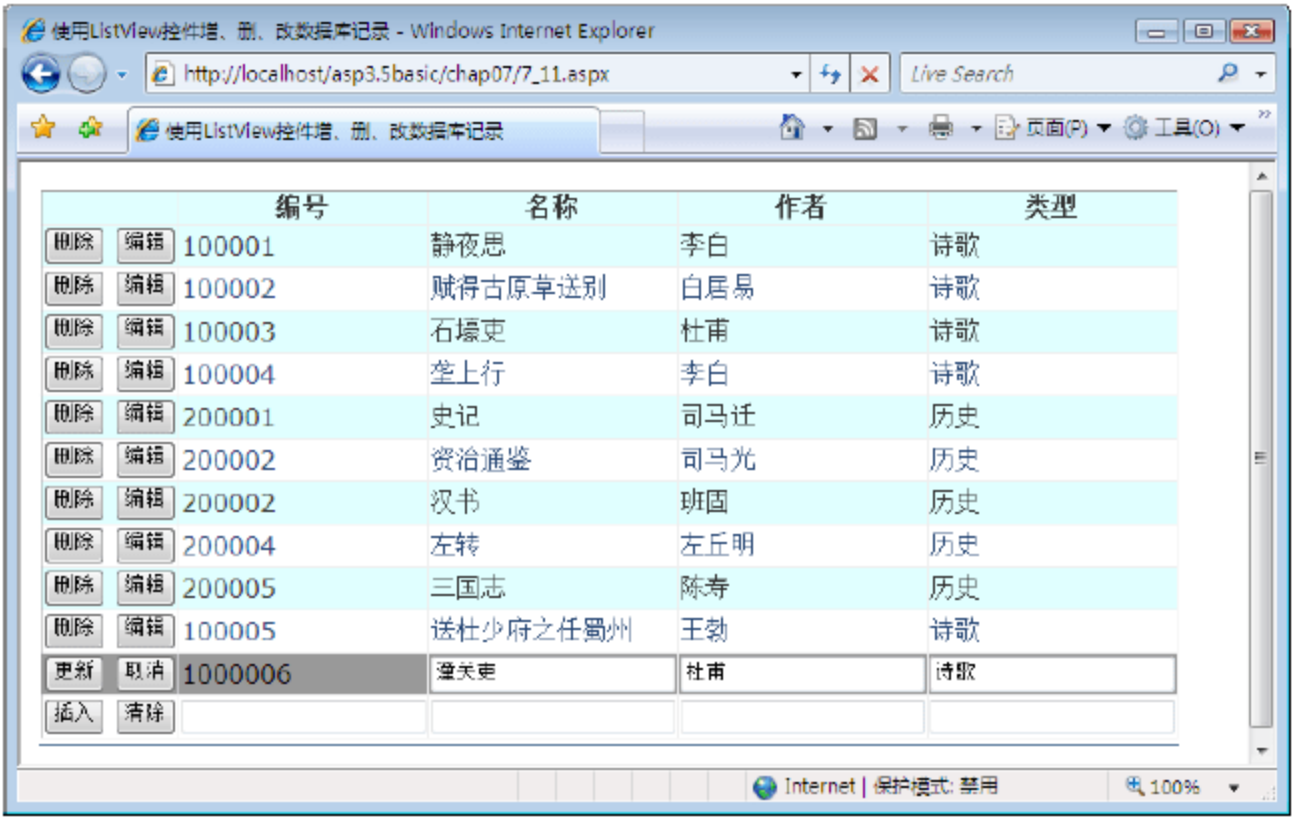 使用ListView控件增、删、改数据库记录 - Windows Internet Explorer
http://localhost/asp3.5basic/chap07/7_11.aspx Live Search
使用ListView控件增、删、改数据库记录 页面(P) 工具(O) »
编号 名称 作者 类型
删除 编辑 100001 静夜思 李白 诗歌
删除 编辑 100002 赋得古原草送别 白居易 诗歌
删除 编辑 100003 石壕吏 杜甫 诗歌
删除 编辑 100004 垄上行 李白 诗歌
删除 编辑 200001 史记 司马迁 历史
删除 编辑 200002 资治通鉴 司马光 历史
删除 编辑 200002 汉书 班固 历史
删除 编辑 200004 左转 左丘明 历史
删除 编辑 200005 三国志 陈寿 历史
删除 编辑 100005 送杜少府之任蜀州 王勃 诗歌
更新 取消 1000006 潼关吏 杜甫 诗歌
插入 清除
Internet | 保护模式: 禁用 100%